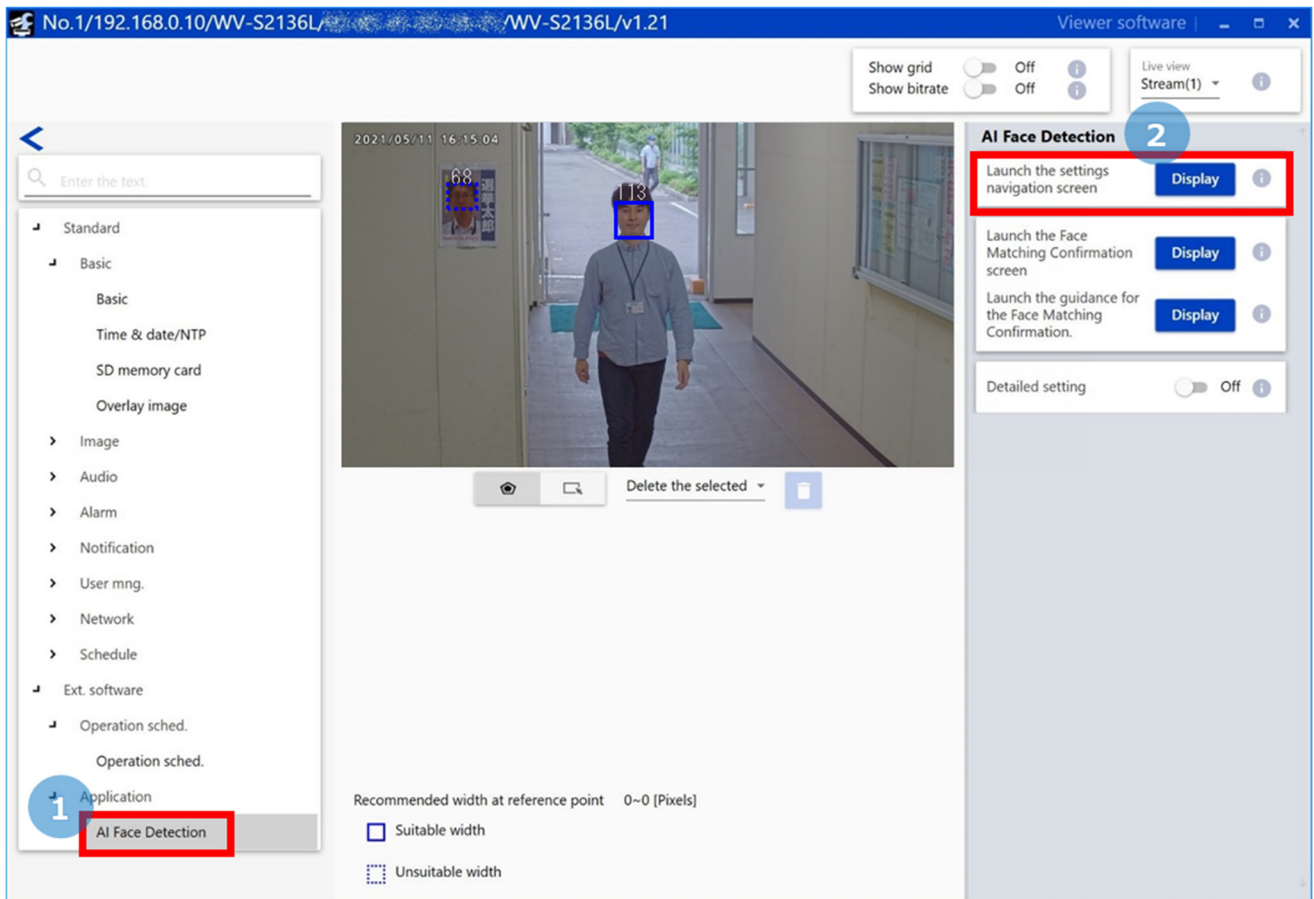 No.1/192.168.0.10/WV-S2136L/
/WV-S2136L/v1.21
Viewer software
Show grid Off
Show bitrate Off
Live view
Stream(1)
Enter the text.
Standard
Basic
Basic
Time & date/NTP
SD memory card
Overlay image
Image
Audio
Alarm
Notification
User mng.
Network
Schedule
Ext. software
Operation sched.
Operation sched.
1
Application
AI Face Detection
2021/05/11 16:15:04
68
選
太郎
113
Delete the selected
Recommended width at reference point 0~0 [Pixels]
Suitable width
Unsuitable width
AI Face Detection
2
Launch the settings
navigation screen
Display
Launch the Face
Matching Confirmation
screen
Display
Launch the guidance for
the Face Matching
Confirmation.
Display
Detailed setting Off